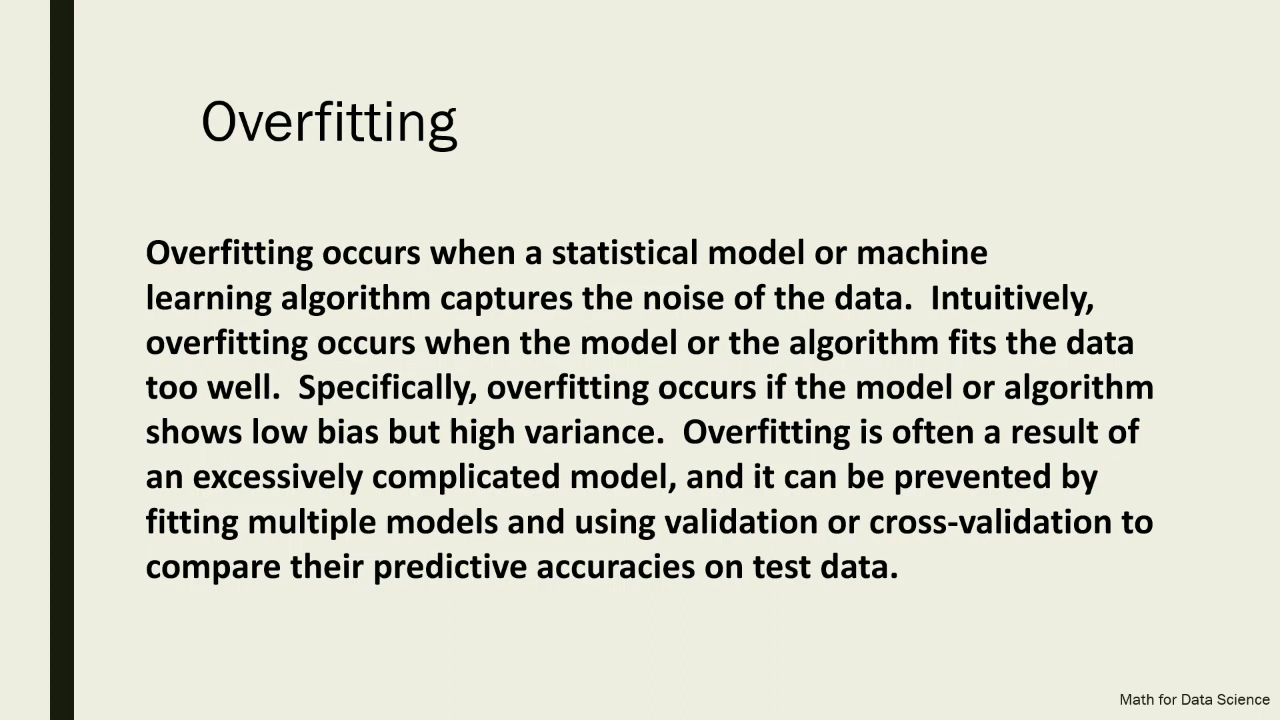 Overfitting
Overfitting occurs when a statistical model or machine
learning algorithm captures the noise of the data.  Intuitively,
overfitting occurs when the model or the algorithm fits the data
too well.  Specifically, overfitting occurs if the model or algorithm
shows low bias but high variance.  Overfitting is often a result of
an excessively complicated model, and it can be prevented by
fitting multiple models and using validation or cross-validation to
compare their predictive accuracies on test data.
Math for Data Science